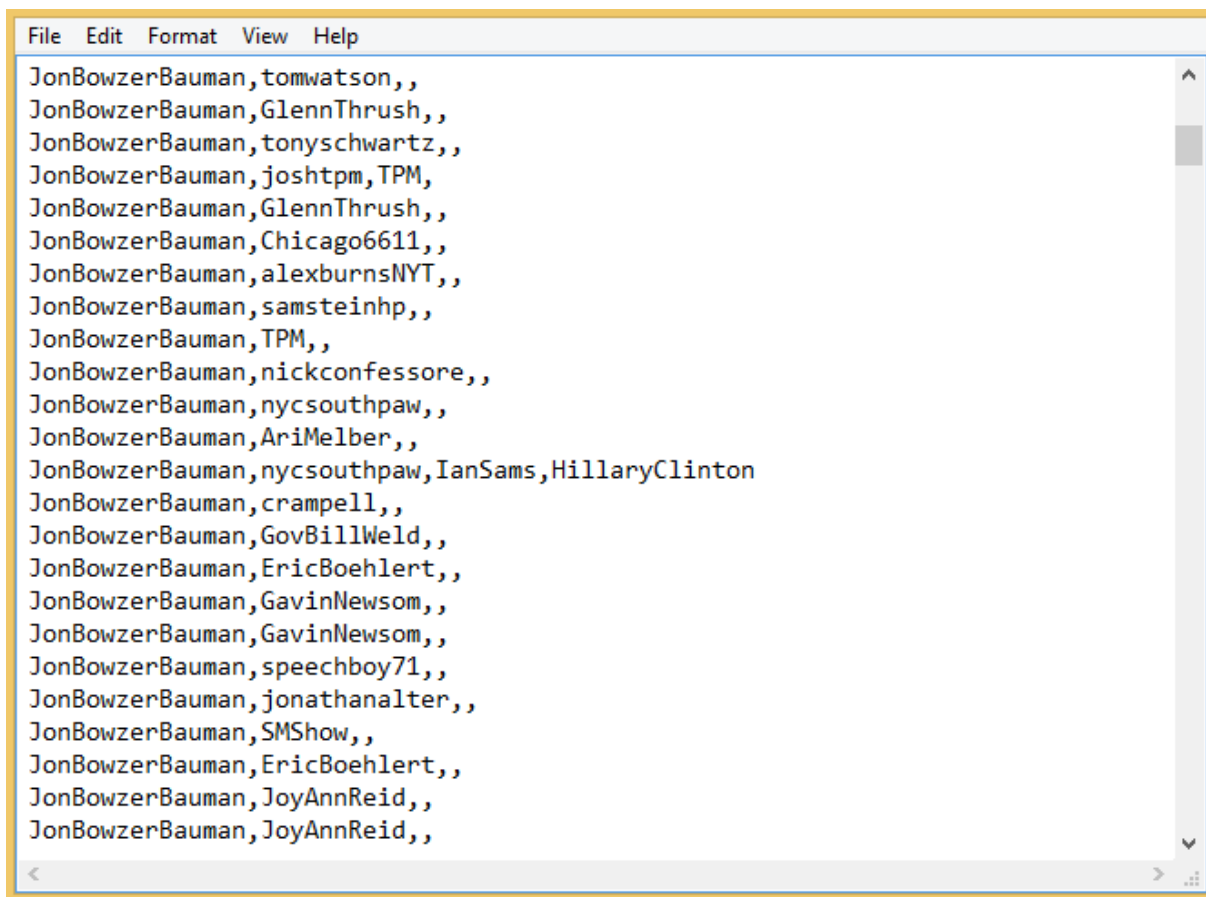 File Edit Format View Help
JonBowzerBauman,tomwatson,,
JonBowzerBauman,GlennThrush,,
JonBowzerBauman,tonyschwartz,,
JonBowzerBauman,joshtpm,TPM,
JonBowzerBauman,GlennThrush,,
JonBowzerBauman,Chicago6611,,
JonBowzerBauman,alexburnsNYT,,
JonBowzerBauman,samsteinhp,,
JonBowzerBauman,TPM,,
JonBowzerBauman,nickconfessore,,
JonBowzerBauman,nycsouthpaw,,
JonBowzerBauman,AriMelber,,
JonBowzerBauman,nycsouthpaw,IanSams,HillaryClinton
JonBowzerBauman,crampell,,
JonBowzerBauman,GovBillWeld,,
JonBowzerBauman,EricBoehlert,,
JonBowzerBauman,GavinNewsom,,
JonBowzerBauman,GavinNewsom,,
JonBowzerBauman,speechboy71,,
JonBowzerBauman,jonathanalter,,
JonBowzerBauman,SMShow,,
JonBowzerBauman,EricBoehlert,,
JonBowzerBauman,JoyAnnReid,,
JonBowzerBauman,JoyAnnReid,,